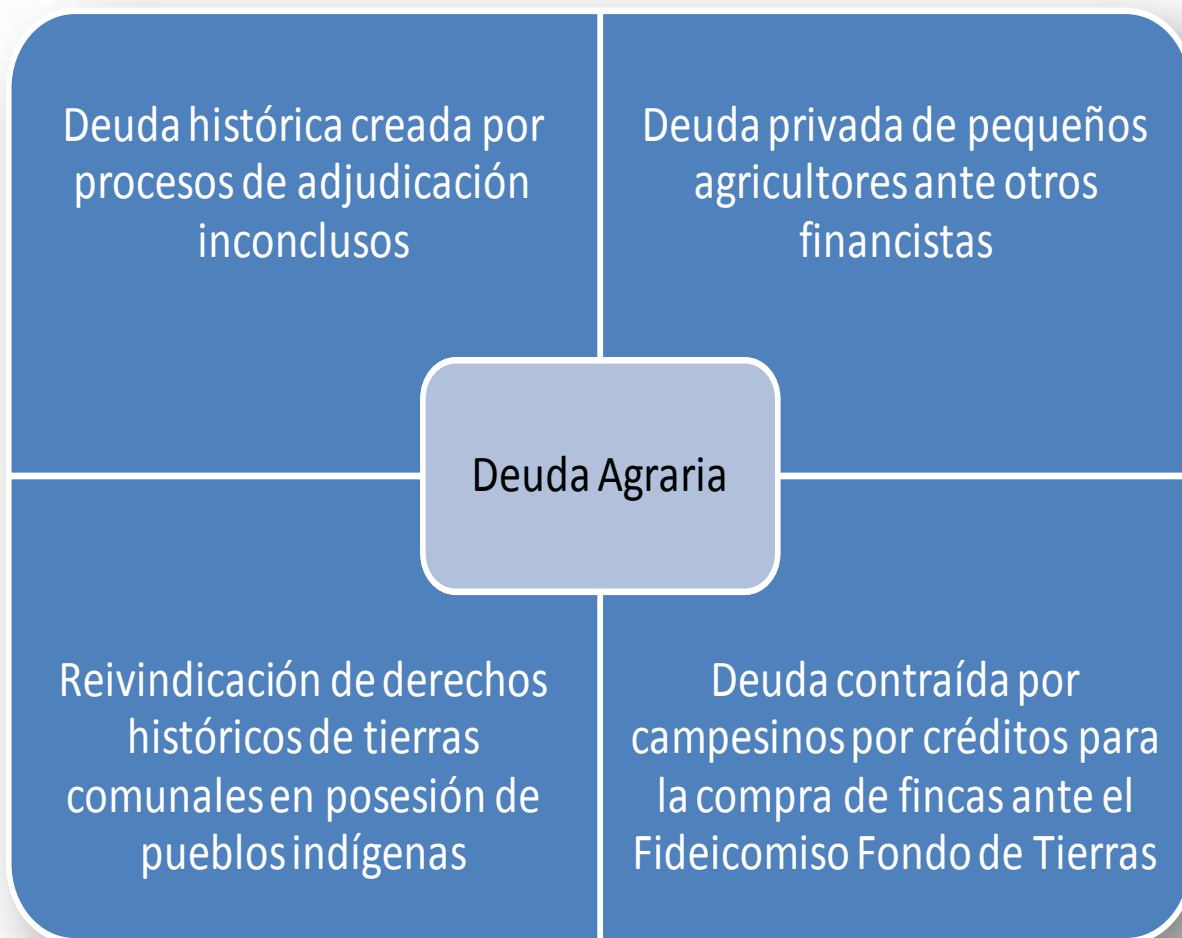 Deuda histórica creada por
procesos de adjudicación
inconclusos
Deuda privada de pequeños
agricultores ante otros
financistas
Deuda Agraria
Reivindicación de derechos
históricos de tierras
comunales en posesión de
pueblos indígenas
Deuda contraída por
campesinos por créditos para
la compra de fincas ante el
Fideicomiso Fondo de Tierras